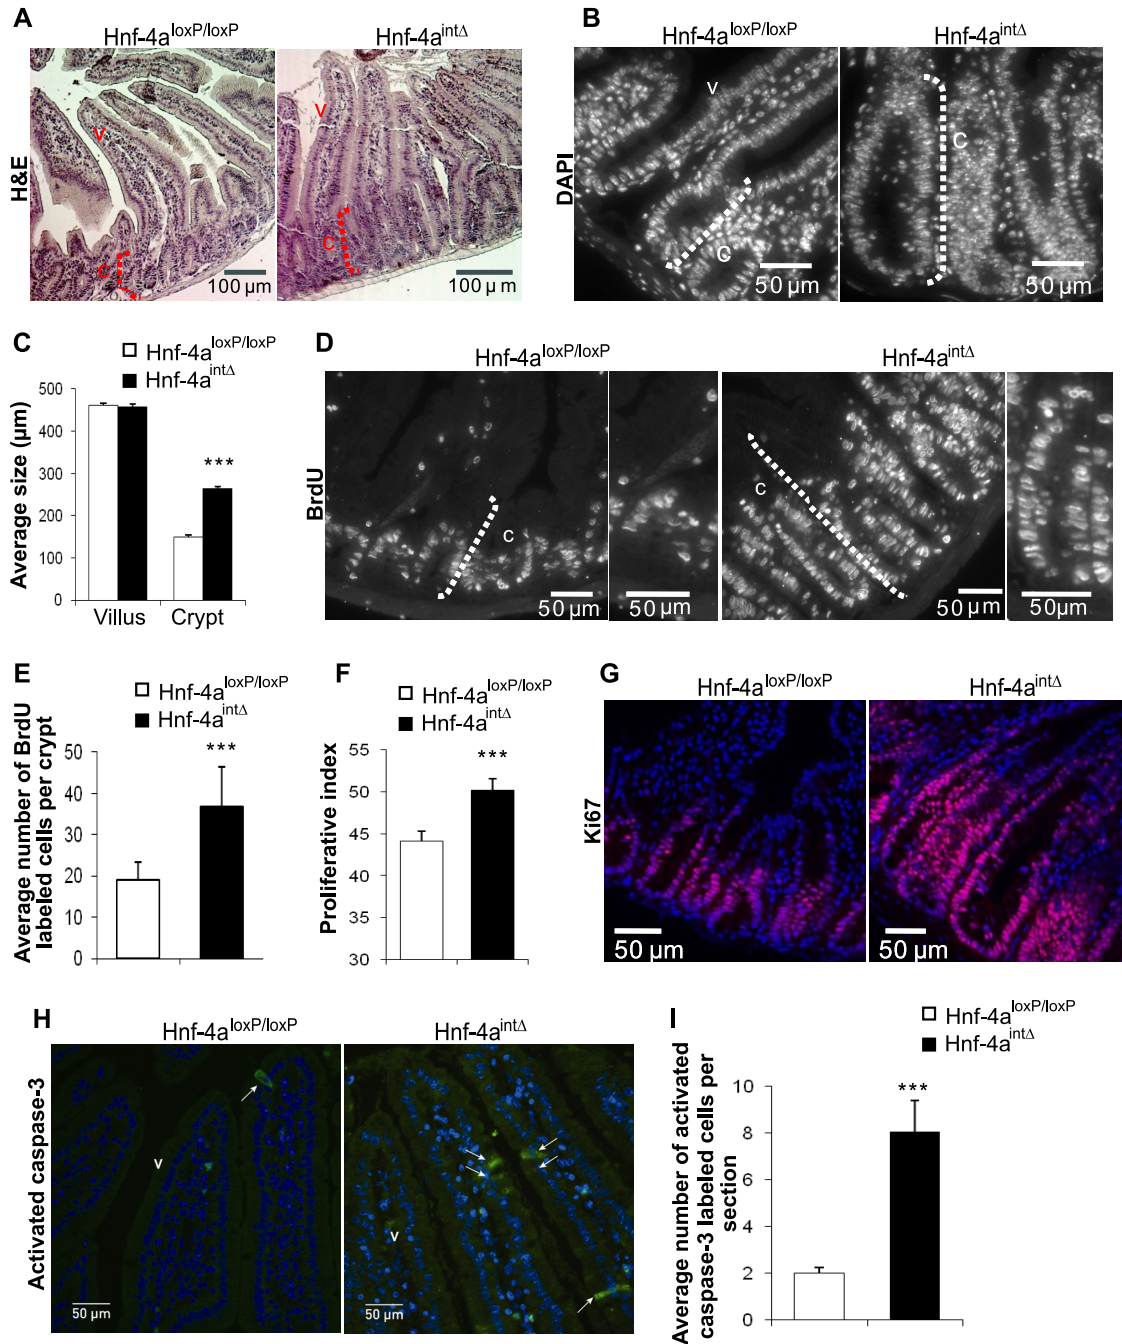 A
Hnf-4a^loxP/loxP
Hnf-4a^intΔ
H&E
V
C
100 µm
V
C
100 µm
B
Hnf-4a^loxP/loxP
Hnf-4a^intΔ
DAPI
V
C
50 µm
C
50 µm
C
Hnf-4a^loxP/loxP
Hnf-4a^intΔ
Average size (µm)
500
400
300
200
100
0
***
Villus
Crypt
D
Hnf-4a^loxP/loxP
Hnf-4a^intΔ
BrdU
c
50 µm
50 µm
c
50 µm
50µm
E
Hnf-4a^loxP/loxP
Hnf-4a^intΔ
Average number of BrdU
labeled cells per crypt
50
40
30
20
10
0
***
F
Hnf-4a^loxP/loxP
Hnf-4a^intΔ
Proliferative index
55
50
45
40
35
30
***
G
Hnf-4a^loxP/loxP
Hnf-4a^intΔ
Ki67
50 µm
50 µm
H
Hnf-4a^loxP/loxP
Hnf-4a^intΔ
Activated caspase-3
v
50 µm
v
50 µm
I
Hnf-4a^loxP/loxP
Hnf-4a^intΔ
Average number of activated
caspase-3 labeled cells per
section
10
8
6
4
2
0
***